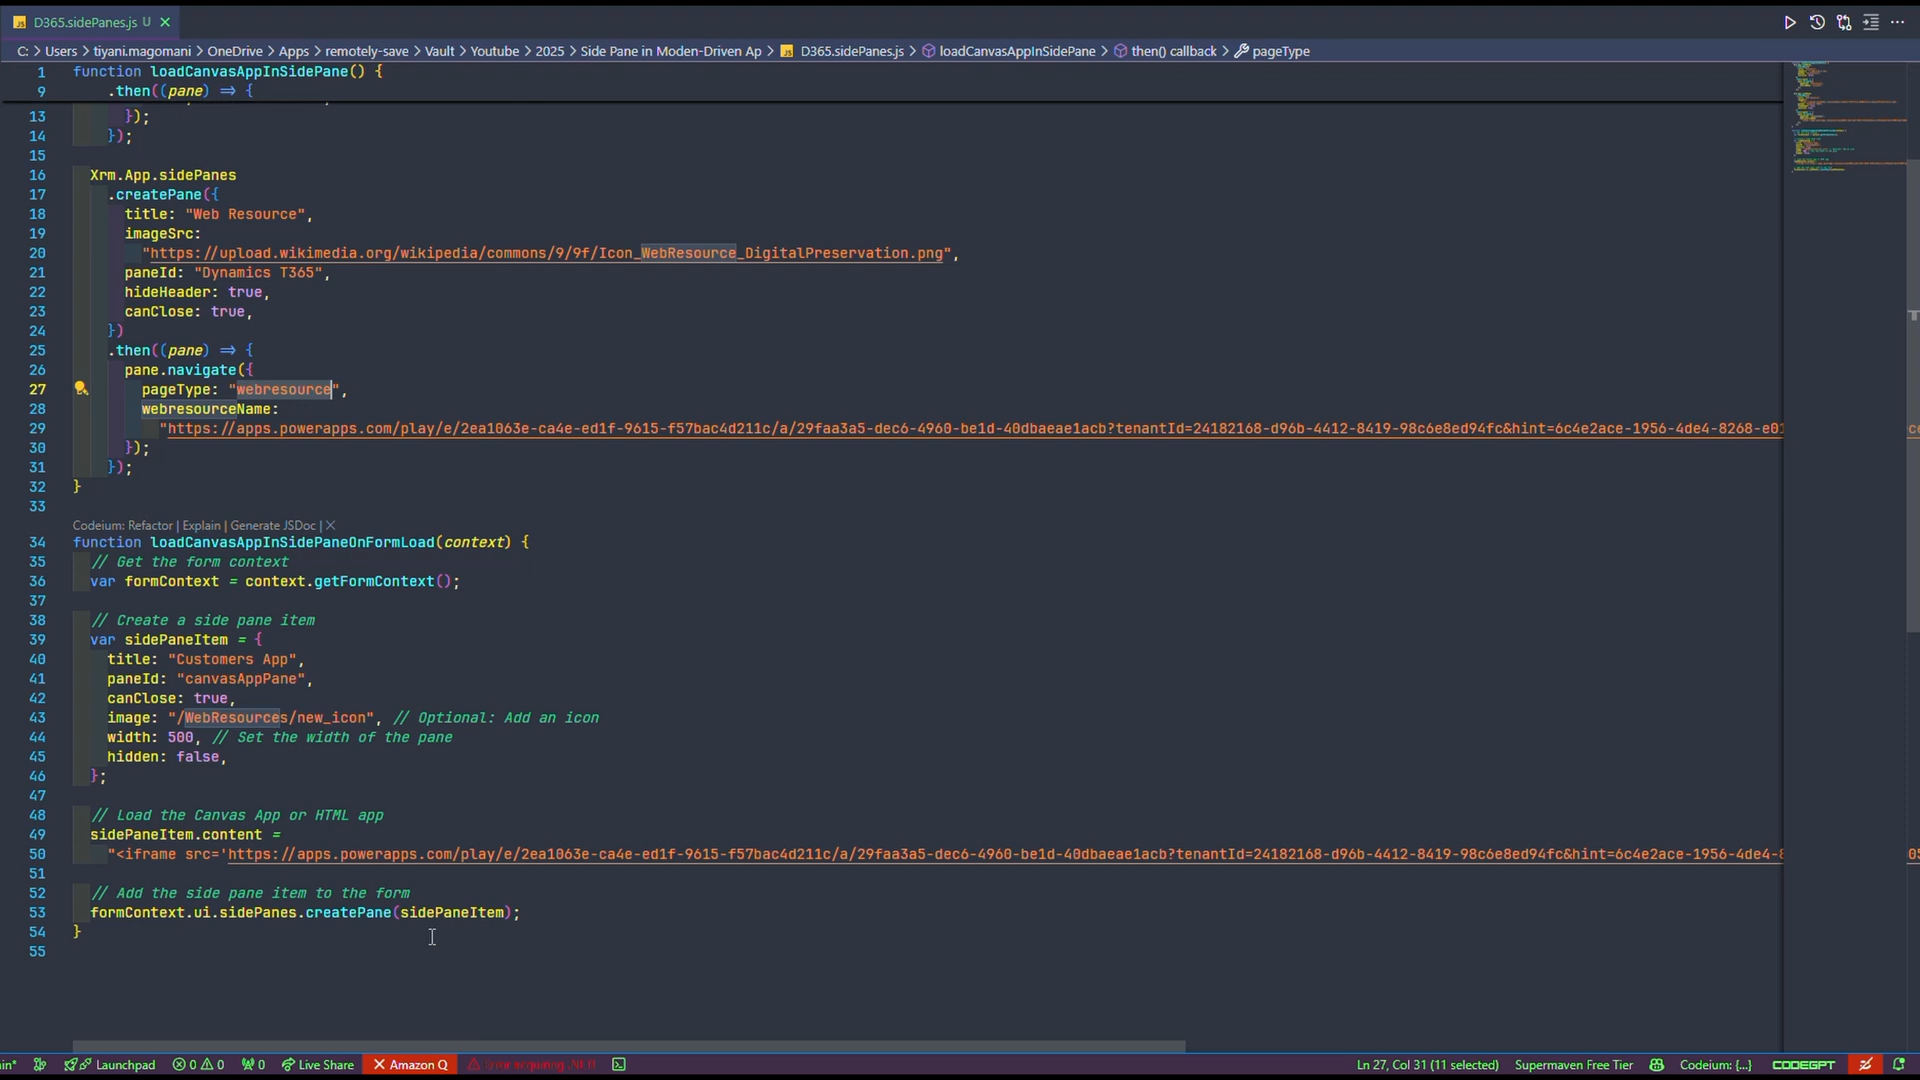 D365.sidePanes.js U
C: > Users > tiyani.magomani > OneDrive > Apps > remotely-save > Vault > Youtube > 2025 > Side Pane in Moden-Driven Ap > D365.sidePanes.js > loadCanvasAppInSidePane > then() callback > pageType
1 function loadCanvasAppInSidePane() {
9 .then((pane) => {
13 });
14 });
15
16 Xrm.App.sidePanes
17 .createPane({
18 title: "Web Resource",
19 imageSrc:
20 "https://upload.wikimedia.org/wikipedia/commons/9/9f/Icon_WebResource_DigitalPreservation.png",
21 paneId: "Dynamics T365",
22 hideHeader: true,
23 canClose: true,
24 })
25 .then((pane) => {
26 pane.navigate({
27 pageType: "webresource",
28 webresourceName:
29 "https://apps.powerapps.com/play/e/2ea1063e-ca4e-ed1f-9615-f57bac4d211c/a/29faa3a5-dec6-4960-be1d-40dbaeae1acb?tenantId=24182168-d96b-4412-8419-98c6e8ed94fc&hint=6c4e2ace-1956-4de4-8268-e01
30 });
31 });
32 }
33
Codeium: Refactor | Explain | Generate JSDoc | X
34 function loadCanvasAppInSidePaneOnFormLoad(context) {
35 // Get the form context
36 var formContext = context.getFormContext();
37
38 // Create a side pane item
39 var sidePaneItem = {
40 title: "Customers App",
41 paneId: "canvasAppPane",
42 canClose: true,
43 image: "/WebResources/new_icon", // Optional: Add an icon
44 width: 500, // Set the width of the pane
45 hidden: false,
46 };
47
48 // Load the Canvas App or HTML app
49 sidePaneItem.content =
50 "<iframe src='https://apps.powerapps.com/play/e/2ea1063e-ca4e-ed1f-9615-f57bac4d211c/a/29faa3a5-dec6-4960-be1d-40dbaeae1acb?tenantId=24182168-d96b-4412-8419-98c6e8ed94fc&hint=6c4e2ace-1956-4de4-8
51
52 // Add the side pane item to the form
53 formContext.ui.sidePanes.createPane(sidePaneItem);
54 }
55
Launchpad 0 0 0 Live Share Amazon Q Error acquiring .NET! Ln 27, Col 31 (11 selected) Supermaven Free Tier Codeium: {...} CODEGPT